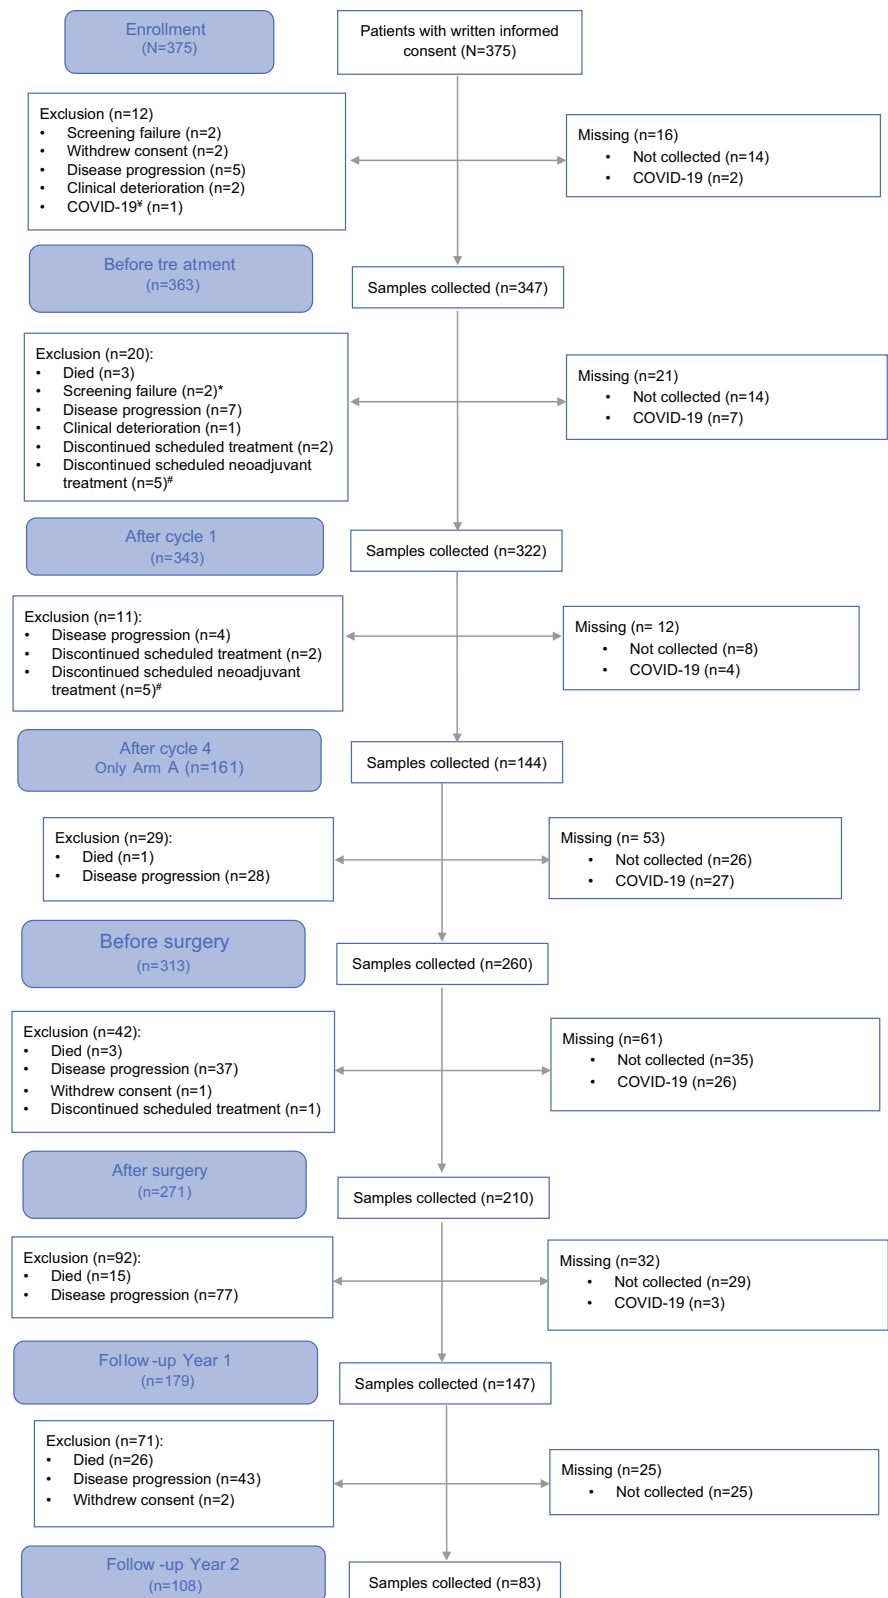 Enrollment
(N=375)
Patients with written informed
consent (N=375)
Exclusion (n=12)
• Screening failure (n=2)
• Withdrew consent (n=2)
• Disease progression (n=5)
• Clinical deterioration (n=2)
• COVID-19¥ (n=1)
Missing (n=16)
• Not collected (n=14)
• COVID-19 (n=2)
Before tre atment
(n=363)
Samples collected (n=347)
Exclusion (n=20):
• Died (n=3)
• Screening failure (n=2)*
• Disease progression (n=7)
• Clinical deterioration (n=1)
• Discontinued scheduled treatment (n=2)
• Discontinued scheduled neoadjuvant
treatment (n=5)#
Missing (n=21)
• Not collected (n=14)
• COVID-19 (n=7)
After cycle 1
(n=343)
Samples collected (n=322)
Exclusion (n=11):
• Disease progression (n=4)
• Discontinued scheduled treatment (n=2)
• Discontinued scheduled neoadjuvant
treatment (n=5)#
Missing (n= 12)
• Not collected (n=8)
• COVID-19 (n=4)
After cycle 4
Only Arm A (n=161)
Samples collected (n=144)
Exclusion (n=29):
• Died (n=1)
• Disease progression (n=28)
Missing (n= 53)
• Not collected (n=26)
• COVID-19 (n=27)
Before surgery
(n=313)
Samples collected (n=260)
Exclusion (n=42):
• Died (n=3)
• Disease progression (n=37)
• Withdrew consent (n=1)
• Discontinued scheduled treatment (n=1)
Missing (n=61)
• Not collected (n=35)
• COVID-19 (n=26)
After surgery
(n=271)
Samples collected (n=210)
Exclusion (n=92):
• Died (n=15)
• Disease progression (n=77)
Missing (n=32)
• Not collected (n=29)
• COVID-19 (n=3)
Follow-up Year 1
(n=179)
Samples collected (n=147)
Exclusion (n=71):
• Died (n=26)
• Disease progression (n=43)
• Withdrew consent (n=2)
Missing (n=25)
• Not collected (n=25)
Follow -up Year 2
(n=108)
Samples collected (n=83)